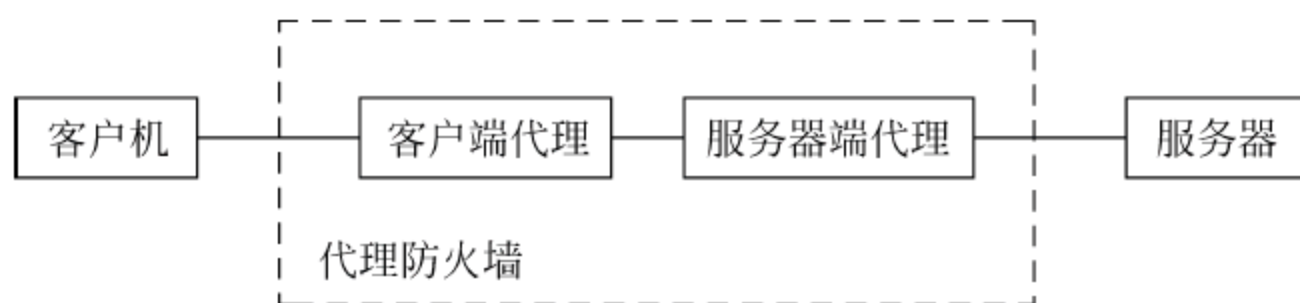 客户机
客户端代理
服务器端代理
服务器
代理防火墙